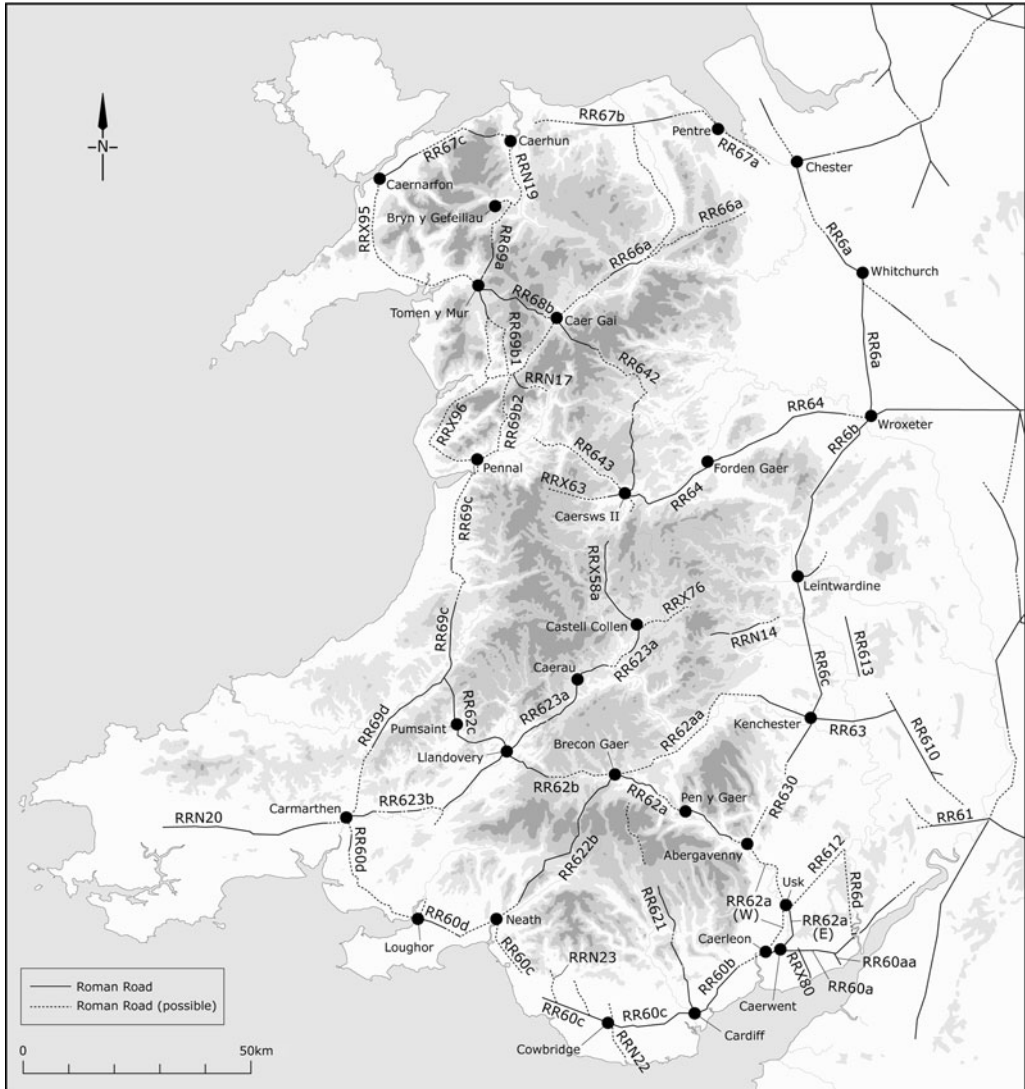 RR67b
Pentre
RR67a
Caerhun
RR67c
Chester
–N–
RRN19
Caernarfon
Bryn y Gefeiliau
RRX95
RR66a
RR69a
RR66a
RR6a
Whitchurch
Tomen y Mur
RR68b
Caer Gai
RR69b1
RR642
RR6a
RRN17
RR64
RRX96
RR69b2
Wroxeter
RR6b
RR643
Pennal
Forden Gaer
RRX63
RR64
RR69c
Caersws II
RRX58a
Leintwardine
RRX76
RR69c
Castell Collen
RRN14
RR613
RR623a
Caerau
RR6c
RR623a
RR69d
RR62c
Pumsaint
RR62aa
Kenchester
RR63
Llandovery
Brecon Gaer
RR610
RR62b
RR62a
Pen y Gaer
RR630
Carmarthen
RR623b
RRN20
RR61
Abergavenny
RR622b
RR612
RR60d
Usk
RR621
RR62a
(W)
RR6d
RR62a
(E)
Loughor
RR60d
Neath
Caerleon
RR60c
RRN23
RR60b
RRX80
RR60aa
RR60a
Caerwent
Roman Road
Roman Road (possible)
RR60c
RR60c
Cowbridge
RRN22
Cardiff
0
50km